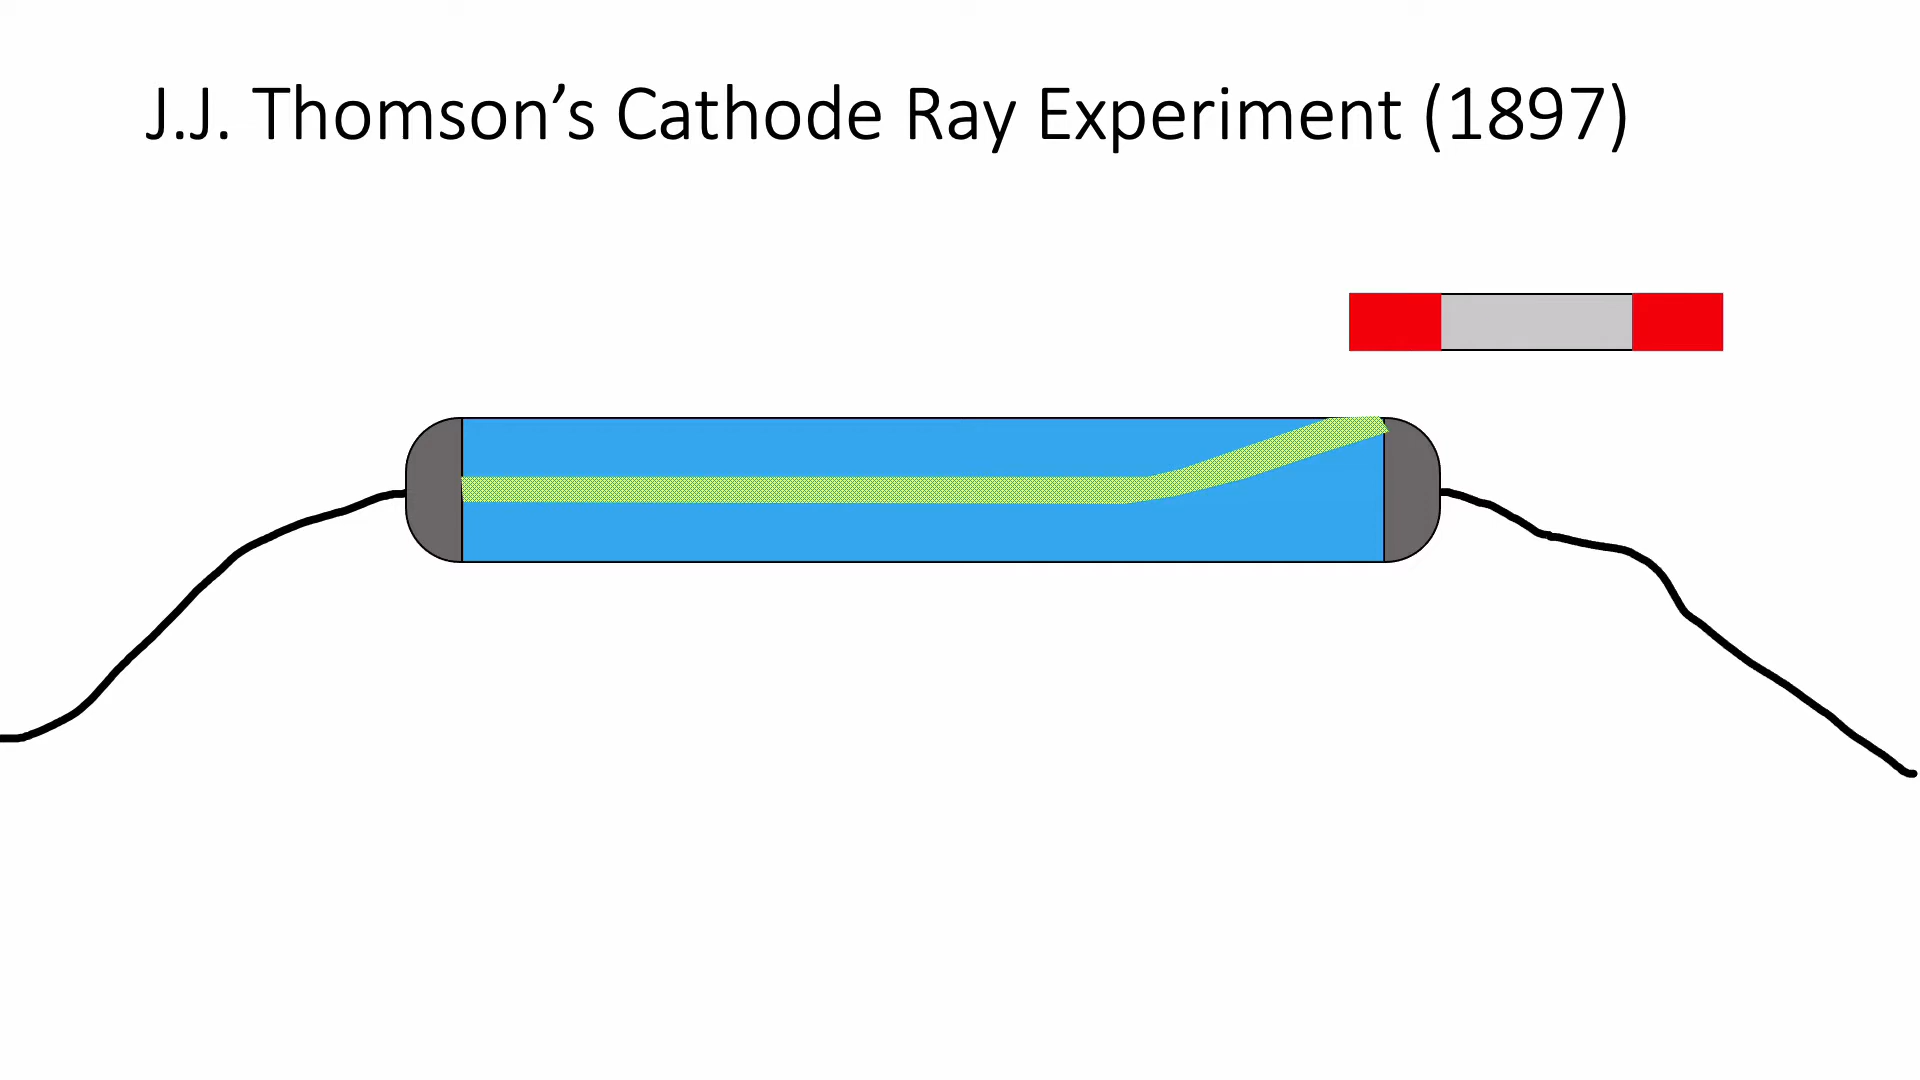 J.J. Thomson’s Cathode Ray Experiment (1897)